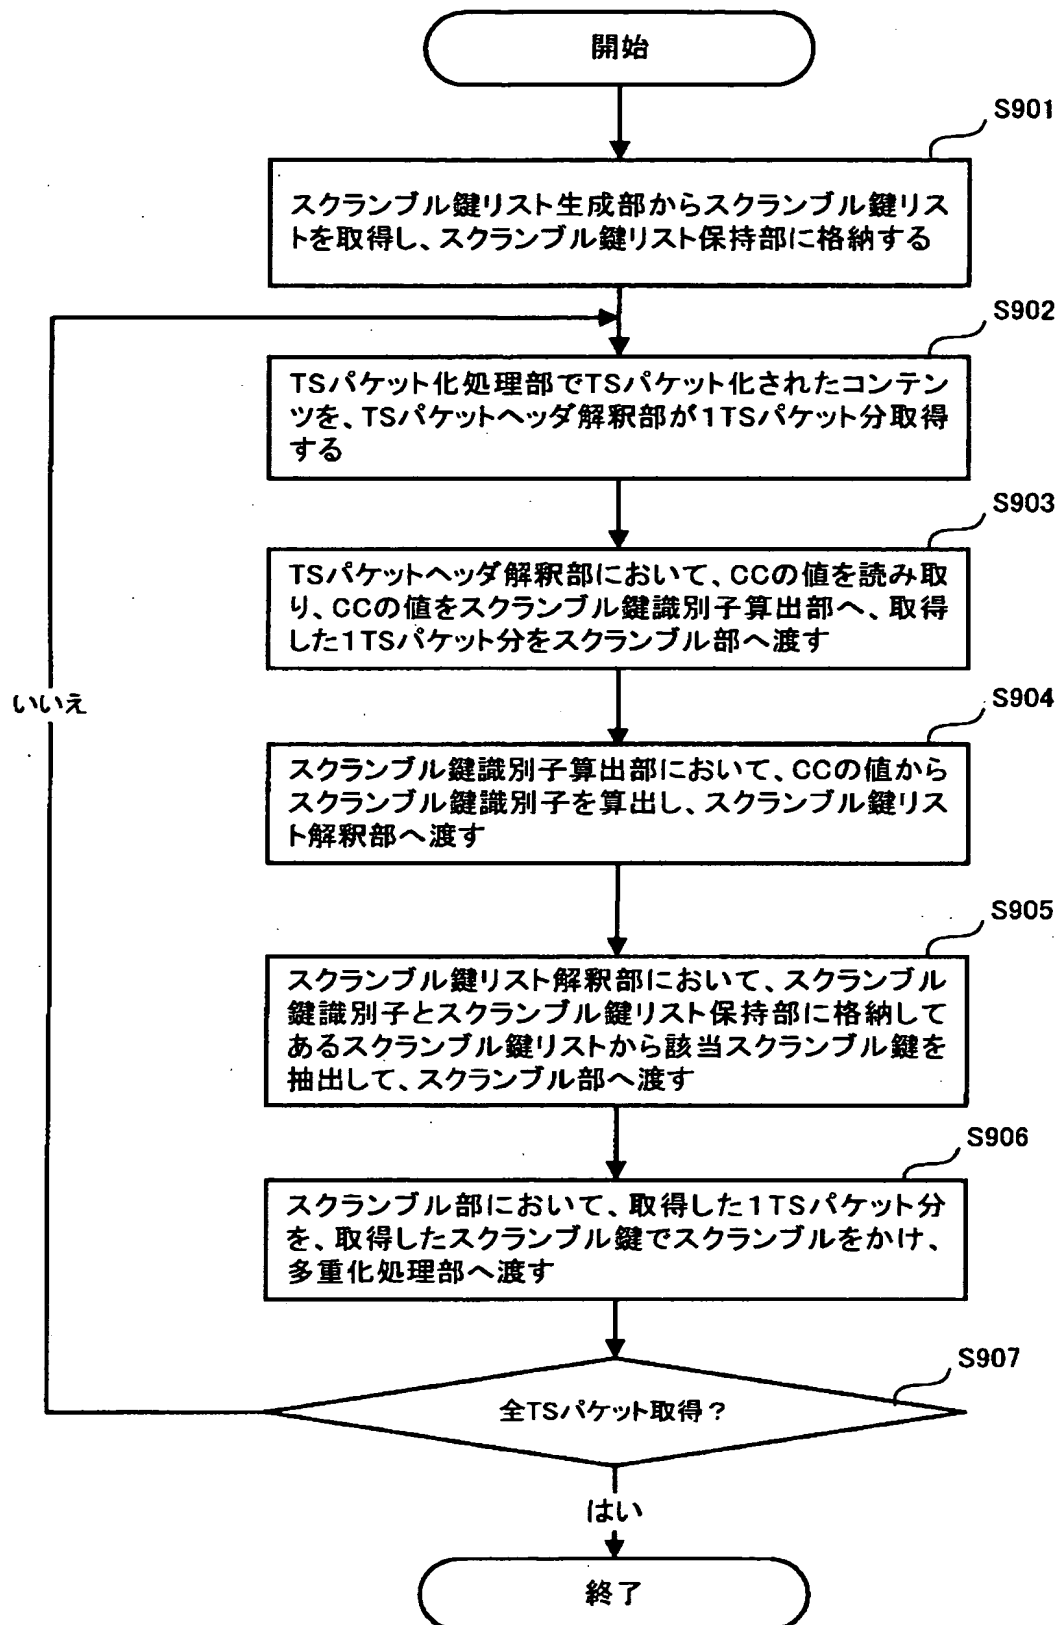 開始
S901
スクランブル鍵リスト生成部からスクランブル鍵リス
トを取得し、スクランブル鍵リスト保持部に格納する
S902
TSパケット化処理部でTSパケット化されたコンテン
ツを、TSパケットヘッダ解釈部が1TSパケット分取得
する
S903
TSパケットヘッダ解釈部において、CCの値を読み取
り、CCの値をスクランブル鍵識別子算出部へ、取得
した1TSパケット分をスクランブル部へ渡す
いいえ
S904
スクランブル鍵識別子算出部において、CCの値から
スクランブル鍵識別子を算出し、スクランブル鍵リス
ト解釈部へ渡す
S905
スクランブル鍵リスト解釈部において、スクランブル
鍵識別子とスクランブル鍵リスト保持部に格納して
あるスクランブル鍵リストから該当スクランブル鍵を
抽出して、スクランブル部へ渡す
S906
スクランブル部において、取得した1TSパケット分
を、取得したスクランブル鍵でスクランブルをかけ、
多重化処理部へ渡す
S907
全TSパケット取得？
はい
終了